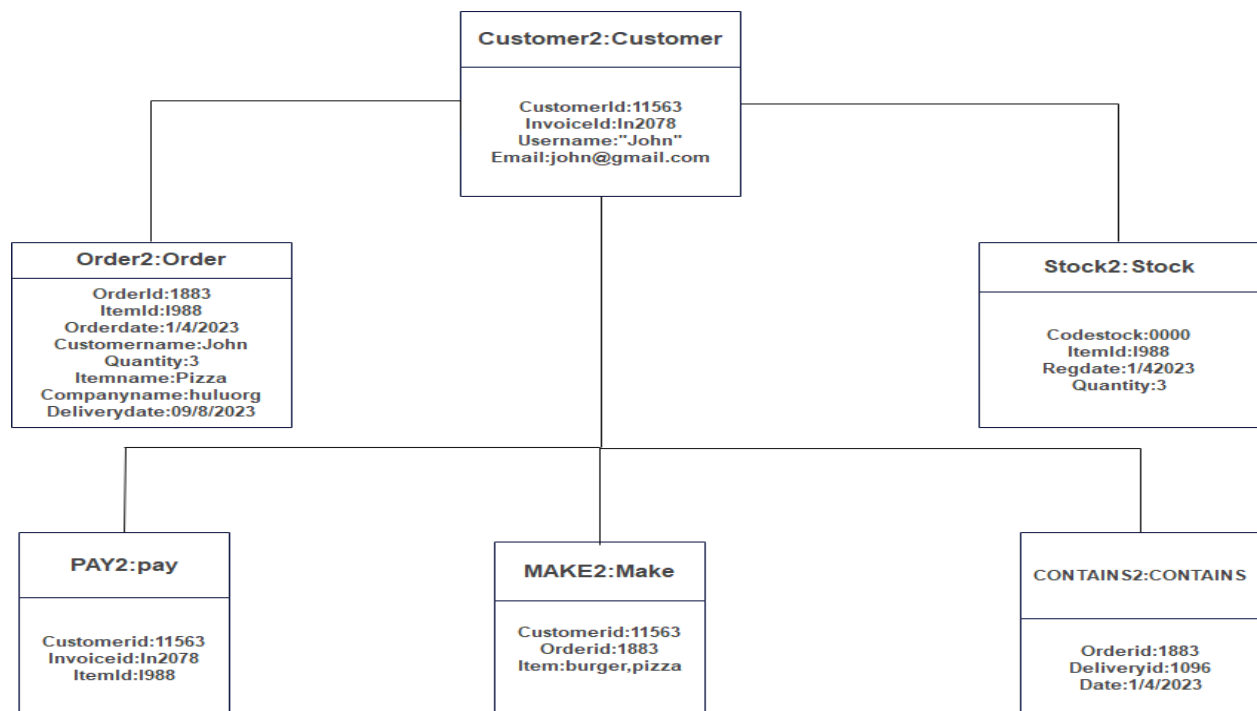 Customer2:Customer
CustomerId:11563
InvoiceId:In2078
Username:"John"
Email:john@gmail.com
Order2:Order
OrderId:1883
ItemId:I988
Orderdate:1/4/2023
Customername:John
Quantity:3
Itemname:Pizza
Companyname:huluorg
Deliverydate:09/8/2023
Stock2:Stock
Codestock:0000
ItemId:I988
Regdate:1/42023
Quantity:3
PAY2:pay
Customerid:11563
Invoiceid:In2078
ItemId:I988
MAKE2:Make
Customerid:11563
Orderid:1883
Item:burger,pizza
CONTAINS2:CONTAINS
Orderid:1883
Deliveryid:1096
Date:1/4/2023